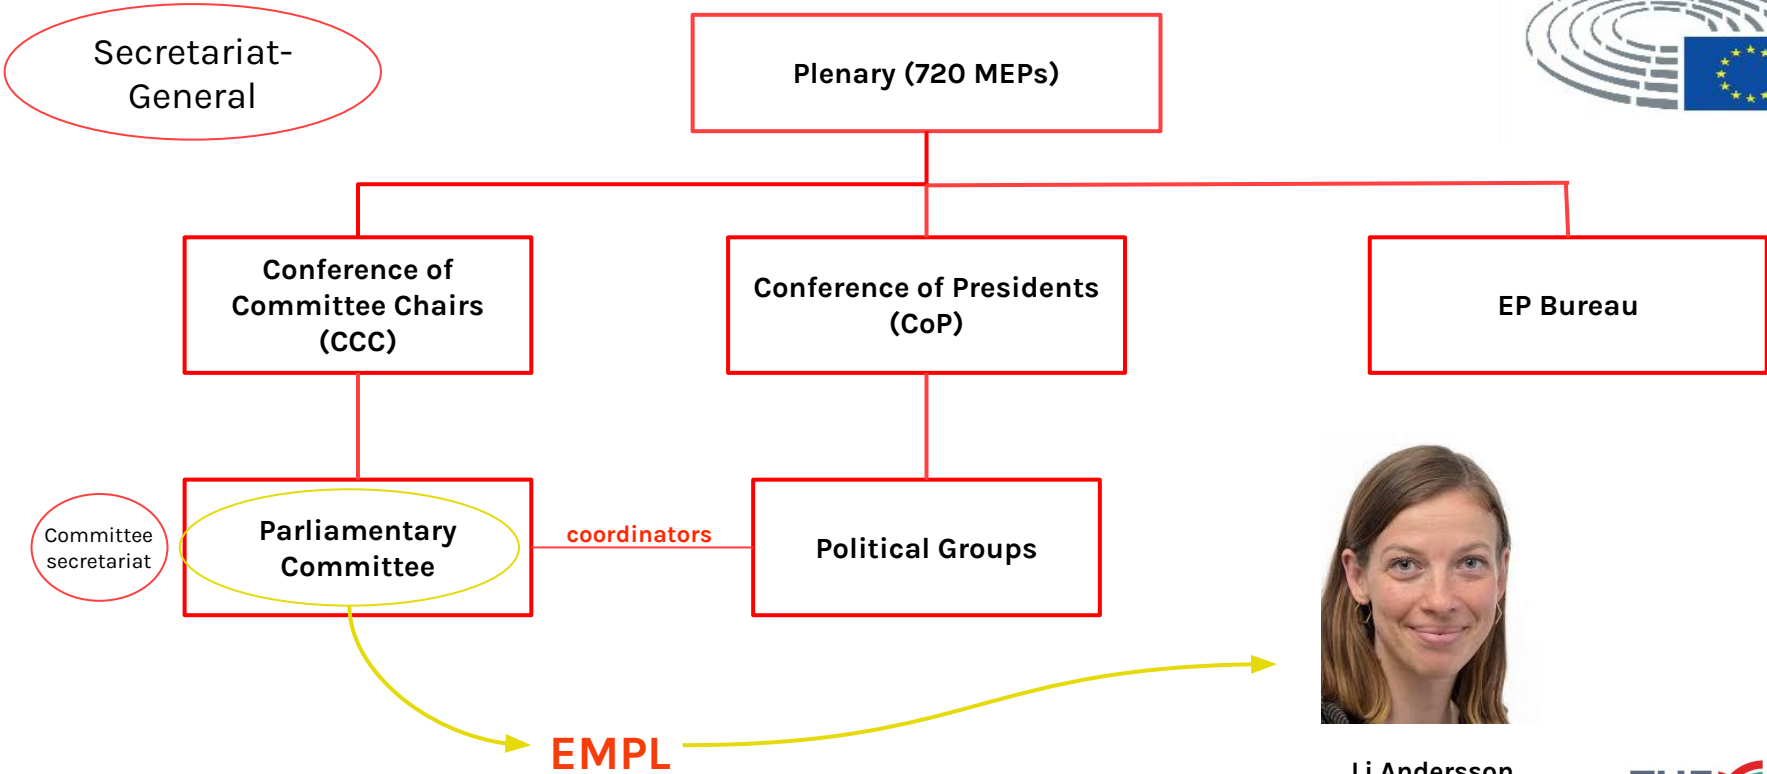 Secretariat-
General
Plenary (720 MEPs)
Conference of
Committee Chairs
(CCC)
Conference of Presidents
(CoP)
EP Bureau
Committee
secretariat
Parliamentary
Committee
coordinators
Political Groups
EMPL
Li Andersson